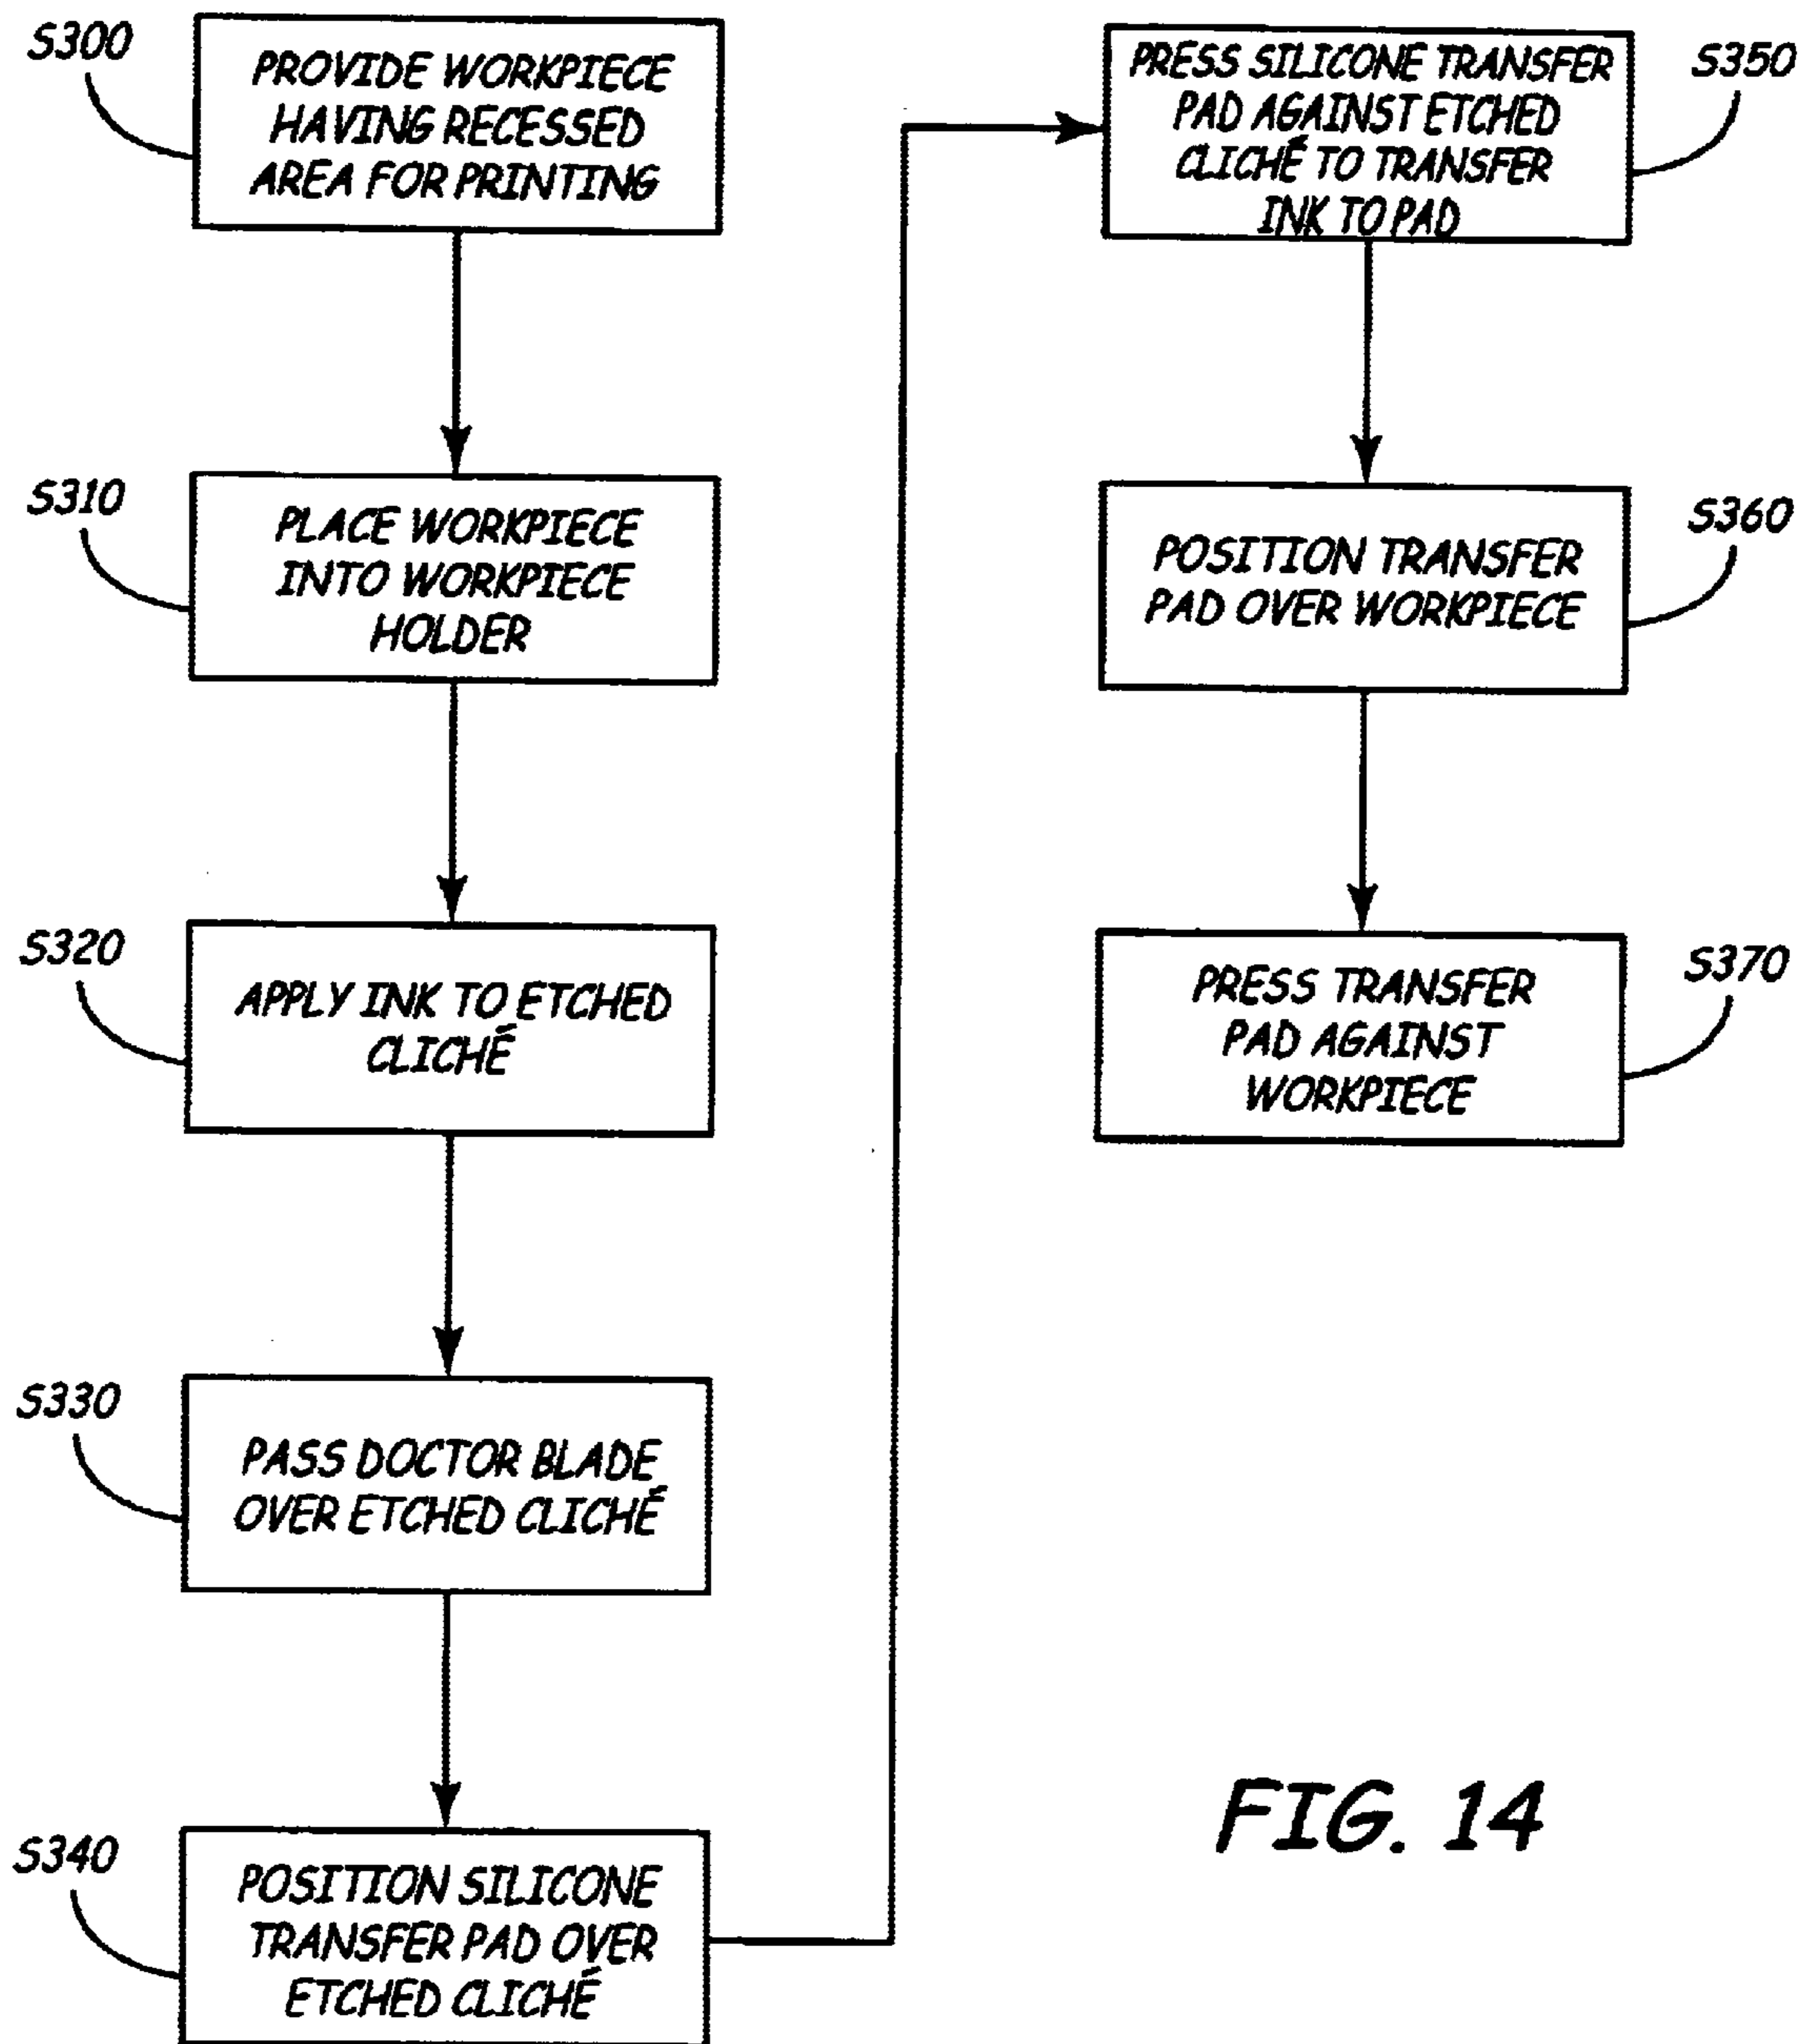 S300
PROVIDE WORKPIECE
HAVING RECESSED
AREA FOR PRINTING
S310
PLACE WORKPIECE
INTO WORKPIECE
HOLDER
S320
APPLY INK TO ETCHED
CLICHÉ
S330
PASS DOCTOR BLADE
OVER ETCHED CLICHÉ
S340
POSITION SILICONE
TRANSFER PAD OVER
ETCHED CLICHÉ
S350
PRESS SILICONE TRANSFER
PAD AGAINST ETCHED
CLICHÉ TO TRANSFER
INK TO PAD
S360
POSITION TRANSFER
PAD OVER WORKPIECE
S370
PRESS TRANSFER
PAD AGAINST
WORKPIECE
FIG. 14